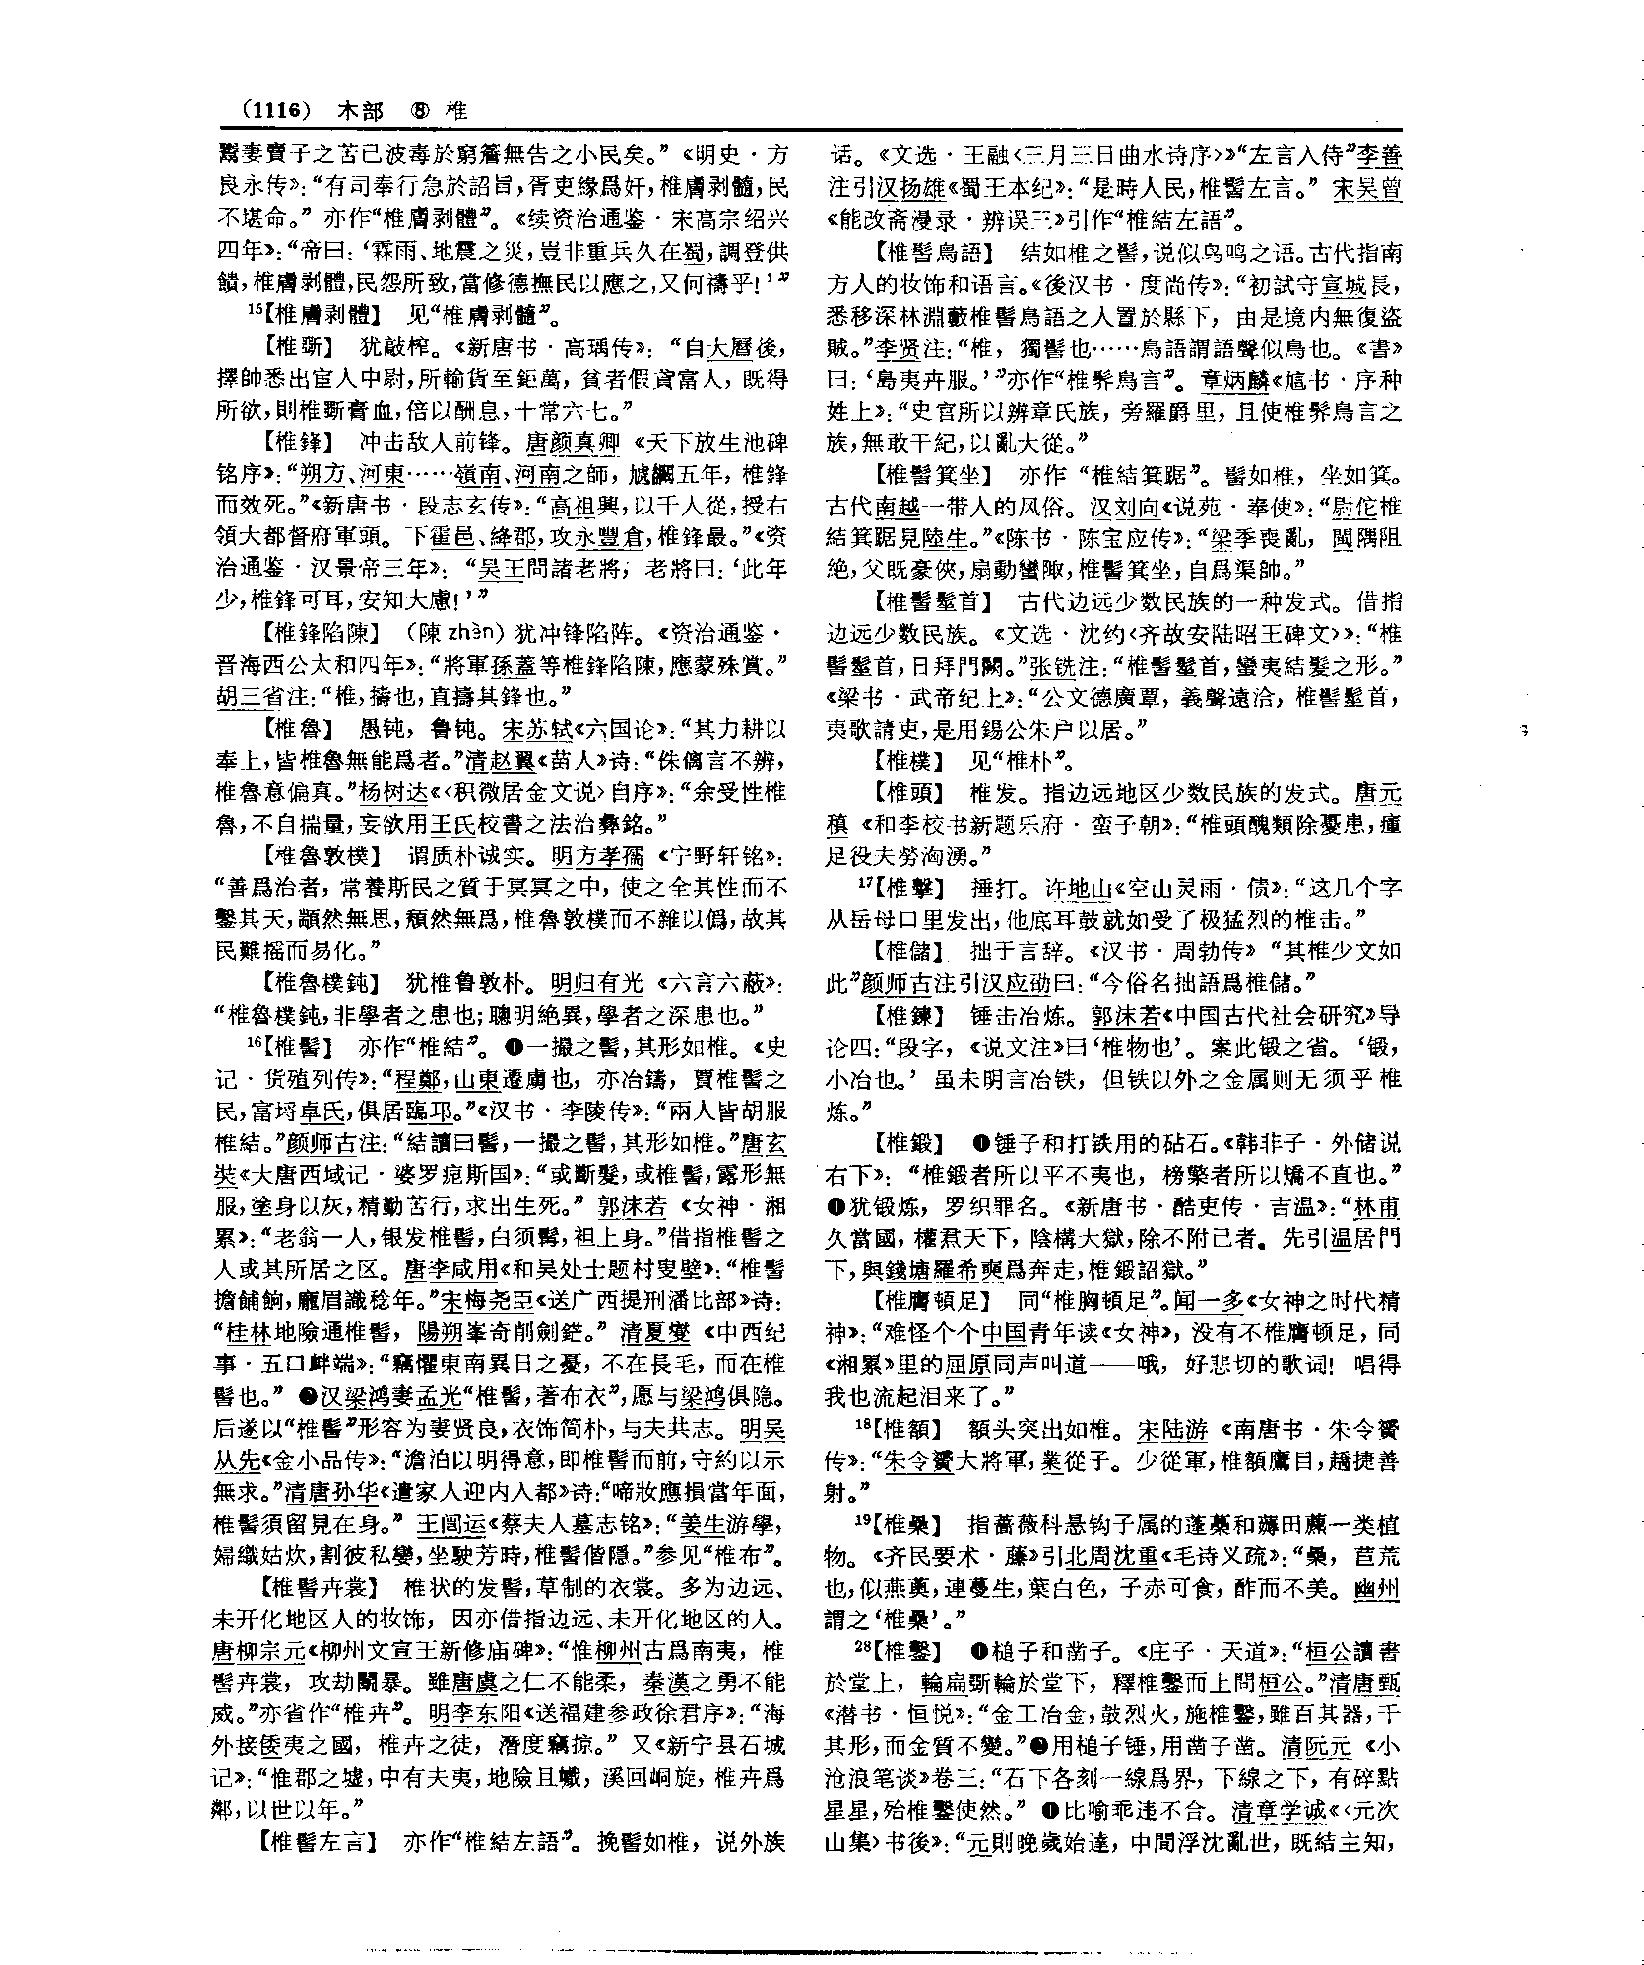 （1116） 木部 ⑧ 椎
鬻妻賣子之苦已波毒於窮簷無告之小民矣。”《明史·方
良永传》：“有司奉行急於詔旨，胥吏緣爲奸，椎膚剥髓，民
不堪命。”亦作“椎膚剥體”。《续资治通鉴·宋高宗绍兴
四年》：“帝曰：‘霖雨、地震之災，豈非重兵久在蜀，調登供
饋，椎膚剥體，民怨所致，當修德撫民以應之，又何禱乎！’”
15【椎膚剥體】 见“椎膚剥髓”。
【椎斲】 犹敲榨。《新唐书·高瑀传》：“自大曆後，
擇帥悉出宦人中尉，所輸貨至鉅萬，貧者假貲富人，既得
所欲，則椎斲膏血，倍以酬息，十常六七。”
【椎鋒】 冲击敌人前锋。唐颜真卿《天下放生池碑
铭序》：“朔方、河東……嶺南、河南之師，虓闞五年，椎鋒
而效死。”《新唐书·段志玄传》：“高祖興，以千人從，授右
領大都督府軍頭。下霍邑、絳郡，攻永豐倉，椎鋒最。”《资
治通鉴·汉景帝三年》：“吴王問諸老將，老將曰：‘此年
少，椎鋒可耳，安知大慮！’”
【椎鋒陷陳】 （陳 zhèn）犹冲锋陷阵。《资治通鉴·
晋海西公太和四年》：“將軍孫蓋等椎鋒陷陳，應蒙殊賞。”
胡三省注：“椎，擣也，直擣其鋒也。”
【椎魯】 愚钝，鲁钝。宋苏轼《六国论》：“其力耕以
奉上，皆椎魯無能爲者。”清赵翼《苗人》诗：“侏儷言不辨，
椎魯意偏真。”杨树达《〈积微居金文说〉自序》：“余受性椎
魯，不自揣量，妄欲用王氏校書之法治彝銘。”
【椎魯敦樸】 谓质朴诚实。明方孝孺《宁野轩铭》：
“善爲治者，常養斯民之質于冥冥之中，使之全其性而不
鑿其天，顓然無思，頹然無爲，椎魯敦樸而不雜以僞，故其
民難摇而易化。”
【椎魯樸鈍】 犹椎鲁敦朴。明归有光《六言六蔽》：
“椎魯樸鈍，非學者之患也；聰明絶異，學者之深患也。”
16【椎髻】 亦作“椎結”。❶一撮之髻，其形如椎。《史
记·货殖列传》：“程鄭，山東遷虜也，亦冶鑄，賈椎髻之
民，富埒卓氏，俱居臨邛。”《汉书·李陵传》：“兩人皆胡服
椎結。”颜师古注：“結讀曰髻，一撮之髻，其形如椎。”唐玄
奘《大唐西域记·婆罗痆斯国》：“或斷髮，或椎髻，露形無
服，塗身以灰，精勤苦行，求出生死。”郭沫若《女神·湘
累》：“老翁一人，银发椎髻，白须髯，袒上身。”借指椎髻之
人或其所居之区。唐李咸用《和吴处士题村叟壁》：“椎髻
擔餔餉，龐眉識稔年。”宋梅尧臣《送广西提刑潘比部》诗：
“桂林地險通椎髻，陽朔峯奇削劍鋩。”清夏燮《中西纪
事·五口衅端》：“竊懼東南異日之憂，不在長毛，而在椎
髻也。”❷汉梁鸿妻孟光“椎髻，著布衣”，愿与梁鸿俱隐。
后遂以“椎髻”形容为妻贤良，衣饰简朴，与夫共志。明吴
从先《金小品传》：“澹泊以明得意，即椎髻而前，守約以示
無求。”清唐孙华《遣家人迎内入都》诗：“啼妝應損當年面，
椎髻須留見在身。”王闿运《蔡夫人墓志铭》：“姜生游學，
婦織姑炊，割彼私孌，坐駛芳時，椎髻偕隱。”参见“椎布”。
【椎髻卉裳】 椎状的发髻，草制的衣裳。多为边远、
未开化地区人的妆饰，因亦借指边远、未开化地区的人。
唐柳宗元《柳州文宣王新修庙碑》：“惟柳州古爲南夷，椎
髻卉裳，攻劫鬭暴。雖唐虞之仁不能柔，秦漢之勇不能
威。”亦省作“椎卉”。明李东阳《送福建参政徐君序》：“海
外接倭夷之國，椎卉之徒，潛度竊掠。”又《新宁县石城
记》：“惟郡之墟，中有夫夷，地險且巇，溪回峒旋，椎卉爲
鄰，以世以年。”
【椎髻左言】 亦作“椎結左語”。挽髻如椎，说外族
话。《文选·王融〈三月三日曲水诗序〉》“左言入侍”李善
注引汉扬雄《蜀王本纪》：“是時人民，椎髻左言。”宋吴曾
《能改斋漫录·辨误三》引作“椎結左語”。
【椎髻鳥語】 结如椎之髻，说似鸟鸣之语。古代指南
方人的妆饰和语言。《後汉书·度尚传》：“初試守宣城長，
悉移深林淵藪椎髻鳥語之人置於縣下，由是境内無復盜
賊。”李贤注：“椎，獨髻也……鳥語謂語聲似鳥也。《書》
曰：‘島夷卉服。’”亦作“椎髻鳥言”。章炳麟《訄书·序种
姓上》：“史官所以辨章氏族，旁羅爵里，且使椎髻鳥言之
族，無敢干紀，以亂大從。”
【椎髻箕坐】 亦作“椎結箕踞”。髻如椎，坐如箕。
古代南越一带人的风俗。汉刘向《说苑·奉使》：“尉佗椎
結箕踞見陸生。”《陈书·陈宝应传》：“梁季喪亂，閩隅阻
絶，父既豪俠，扇動蠻陬，椎髻箕坐，自爲渠帥。”
【椎髻髽首】 古代边远少数民族的一种发式。借指
边远少数民族。《文选·沈约〈齐故安陆昭王碑文〉》：“椎
髻髽首，日拜門闕。”张铣注：“椎髻髽首，蠻夷結髮之形。”
《梁书·武帝纪上》：“公文德廣覃，義聲遠洽，椎髻髽首，
夷歌請吏，是用錫公朱户以居。”
【椎樸】 见“椎朴”。
【椎頭】 椎发。指边远地区少数民族的发式。唐元
稹《和李校书新题乐府·蛮子朝》：“椎頭醜類除憂患，瘇
足役夫勞洶湧。”
17【椎擊】 捶打。许地山《空山灵雨·债》：“这几个字
从岳母口里发出，他底耳鼓就如受了极猛烈的椎击。”
【椎儲】 拙于言辞。《汉书·周勃传》“其椎少文如
此”颜师古注引汉应劭曰：“今俗名拙語爲椎儲。”
【椎鍊】 锤击冶炼。郭沫若《中国古代社会研究》导
论四：“段字，《说文注》曰‘椎物也’。案此锻之省。‘锻，
小冶也。’虽未明言冶铁，但铁以外之金属则无须乎椎
炼。”
【椎鍛】 ❶锤子和打铁用的砧石。《韩非子·外储说
右下》：“椎鍛者所以平不夷也，榜檠者所以矯不直也。”
❶犹锻炼，罗织罪名。《新唐书·酷吏传·吉温》：“林甫
久當國，權焄天下，陰構大獄，除不附己者。先引温居門
下，與錢塘羅希奭爲奔走，椎鍛詔獄。”
【椎膺頓足】 同“椎胸頓足”。闻一多《女神之时代精
神》：“难怪个个中国青年读《女神》，没有不椎膺顿足，同
《湘累》里的屈原同声叫道——哦，好悲切的歌词！唱得
我也流起泪来了。”
18【椎額】 額头突出如椎。宋陆游《南唐书·朱令赟
传》：“朱令贇大將軍，業從子。少從軍，椎額鷹目，趫捷善
射。”
19【椎櫐】 指蔷薇科悬钩子属的蓬蘽和薅田藨一类植
物。《齐民要术·藤》引北周沈重《毛诗义疏》：“櫐，苣荒
也，似燕薁，連蔓生，葉白色，子赤可食，酢而不美。幽州
謂之‘椎櫐’。”
28【椎鑿】 ❶槌子和凿子。《庄子·天道》：“桓公讀書
於堂上，輪扁斲輪於堂下，釋椎鑿而上問桓公。”清唐甄
《潜书·恒悦》：“金工冶金，鼓烈火，施椎鑿，雖百其器，千
其形，而金質不變。”❷用槌子锤，用凿子凿。清阮元《小
沧浪笔谈》卷三：“石下各刻一線爲界，下線之下，有碎點
星星，殆椎鑿使然。”❶比喻乖违不合。清章学诚《〈元次
山集〉书後》：“元則晚歲始達，中間浮沈亂世，既結主知，